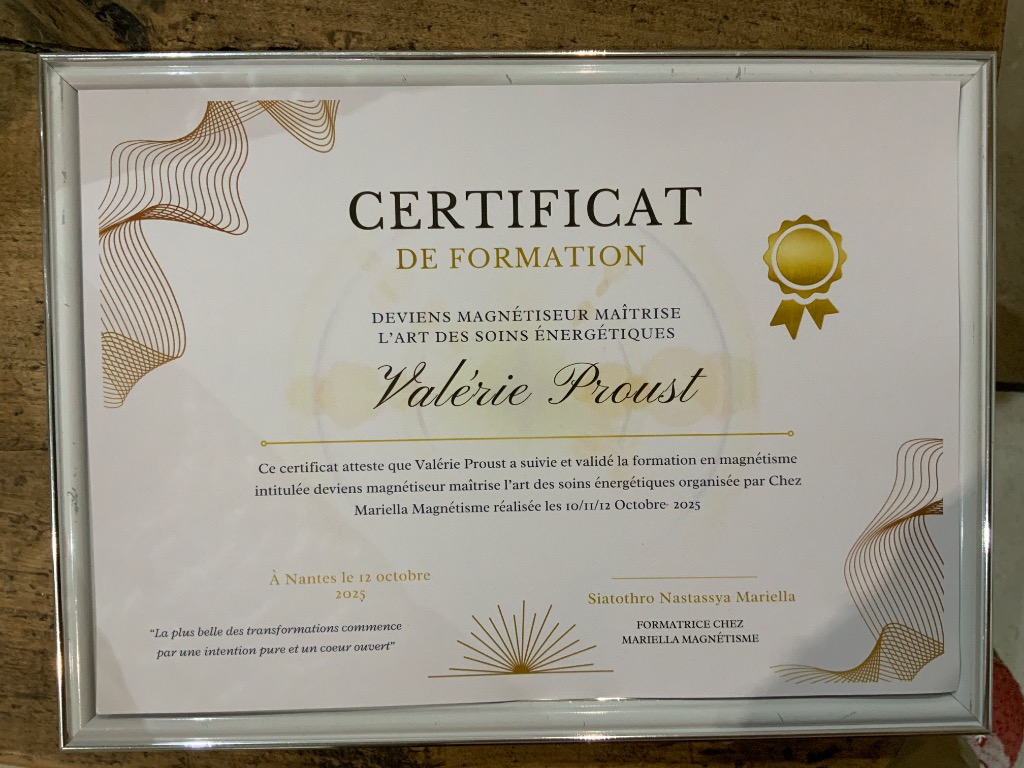 CERTIFICAT
DE FORMATION
DEVIENS MAGNÉTISEUR MAÎTRISE
L'ART DES SOINS ÉNERGÉTIQUES
Valérie Proust
Ce certificat atteste que Valérie Proust a suivie et validé la formation en magnétisme
intitulée deviens magnétiseur maîtrise l'art des soins énergétiques organisée par Chez
Mariella Magnétisme réalisée les 10/11/12 Octobre 2025
À Nantes le 12 octobre
2025
"La plus belle des transformations commence
par une intention pure et un coeur ouvert"
Siatothro Nastassya Mariella
FORMATRICE CHEZ
MARIELLA MAGNÉTISME